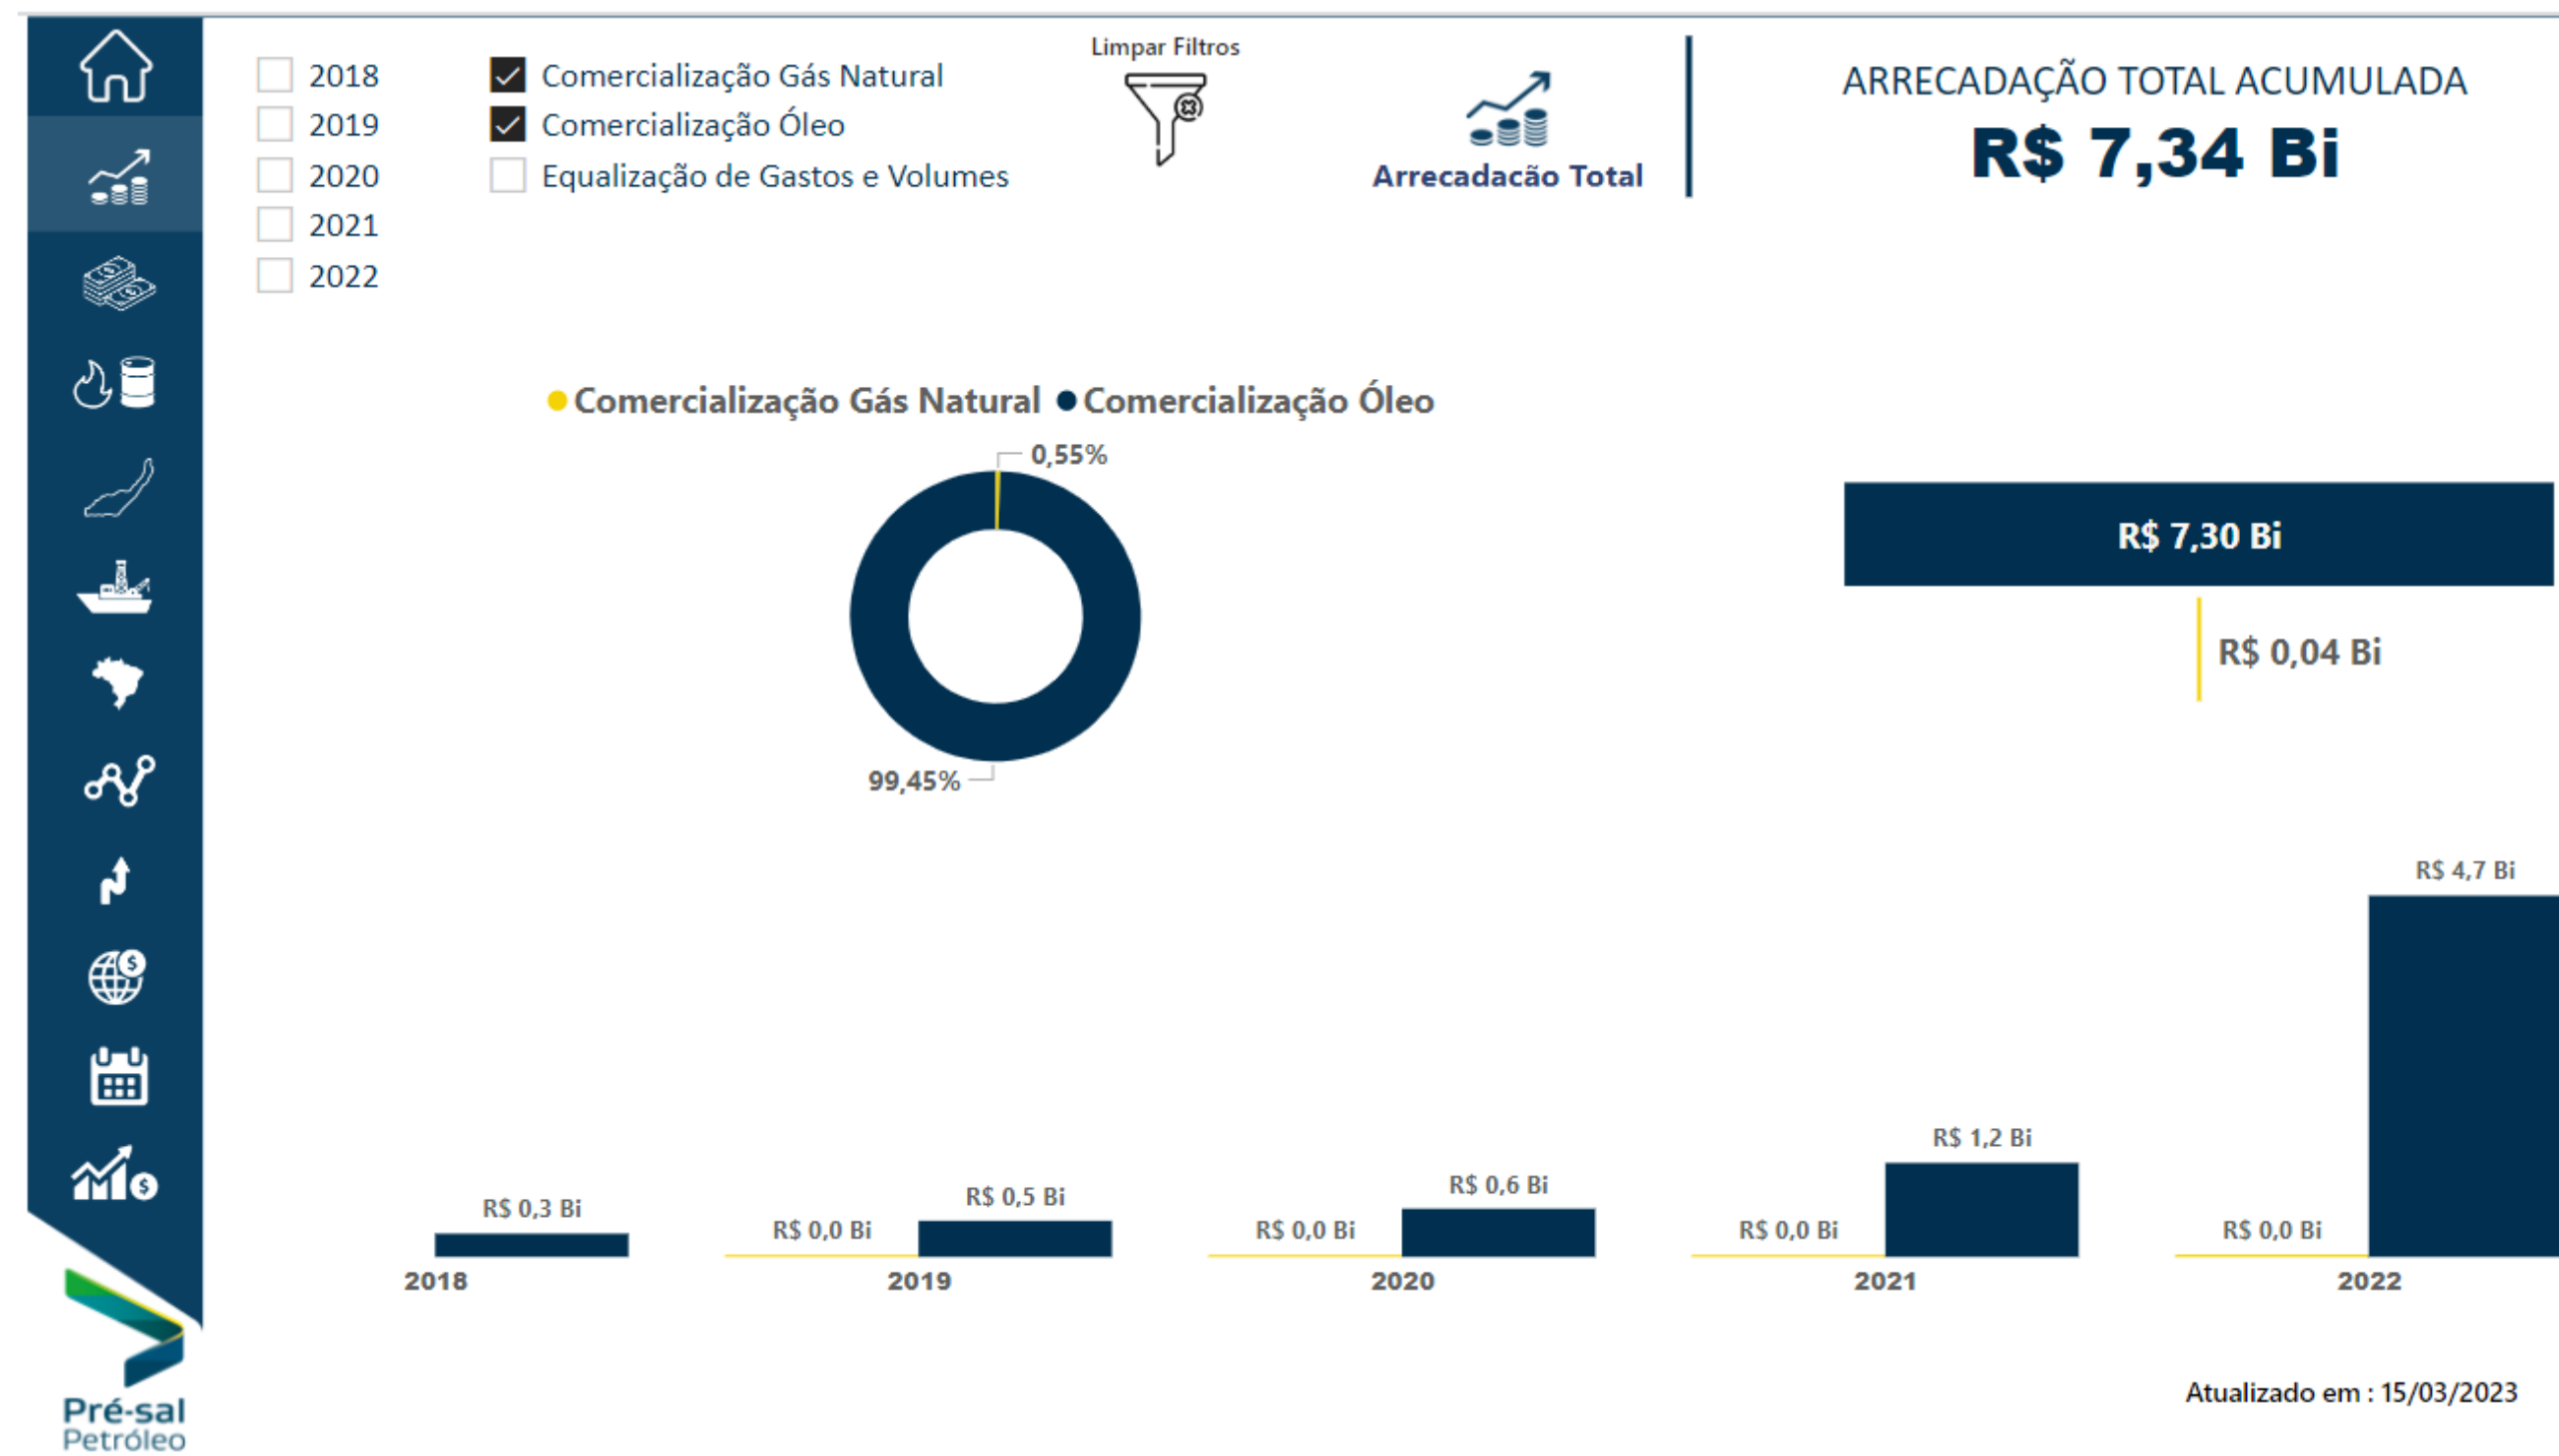 2018
2019
2020
2021
2022
Comercialização Gás Natural
Comercialização Óleo
Equalização de Gastos e Volumes
Limpar Filtros
Arrecadacão Total
ARRECADAÇÃO TOTAL ACUMULADA
R$ 7,34 Bi
Comercialização Gás Natural Comercialização Óleo
0,55%
99,45%
R$ 7,30 Bi
R$ 0,04 Bi
R$ 0,3 Bi
R$ 0,0 Bi
R$ 0,5 Bi
R$ 0,0 Bi
R$ 0,6 Bi
R$ 0,0 Bi
R$ 1,2 Bi
R$ 0,0 Bi
R$ 4,7 Bi
2018
2019
2020
2021
2022
Atualizado em : 15/03/2023
Pré-sal
Petróleo